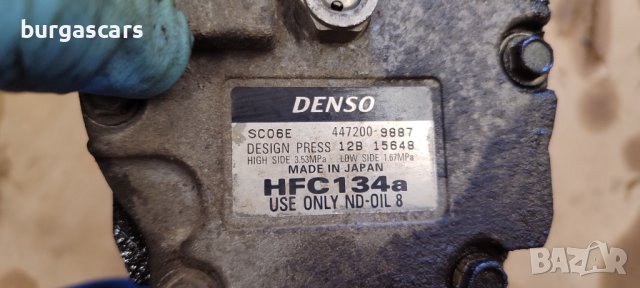 burgascars
DENSO
SC06E 447200-9887
DESIGN PRESS 12B 15648
HIGH SIDE 3.53MPa LOW SIDE 1.67MPa
MADE IN JAPAN
HFC134a
USE ONLY ND-OIL 8
BAZAR